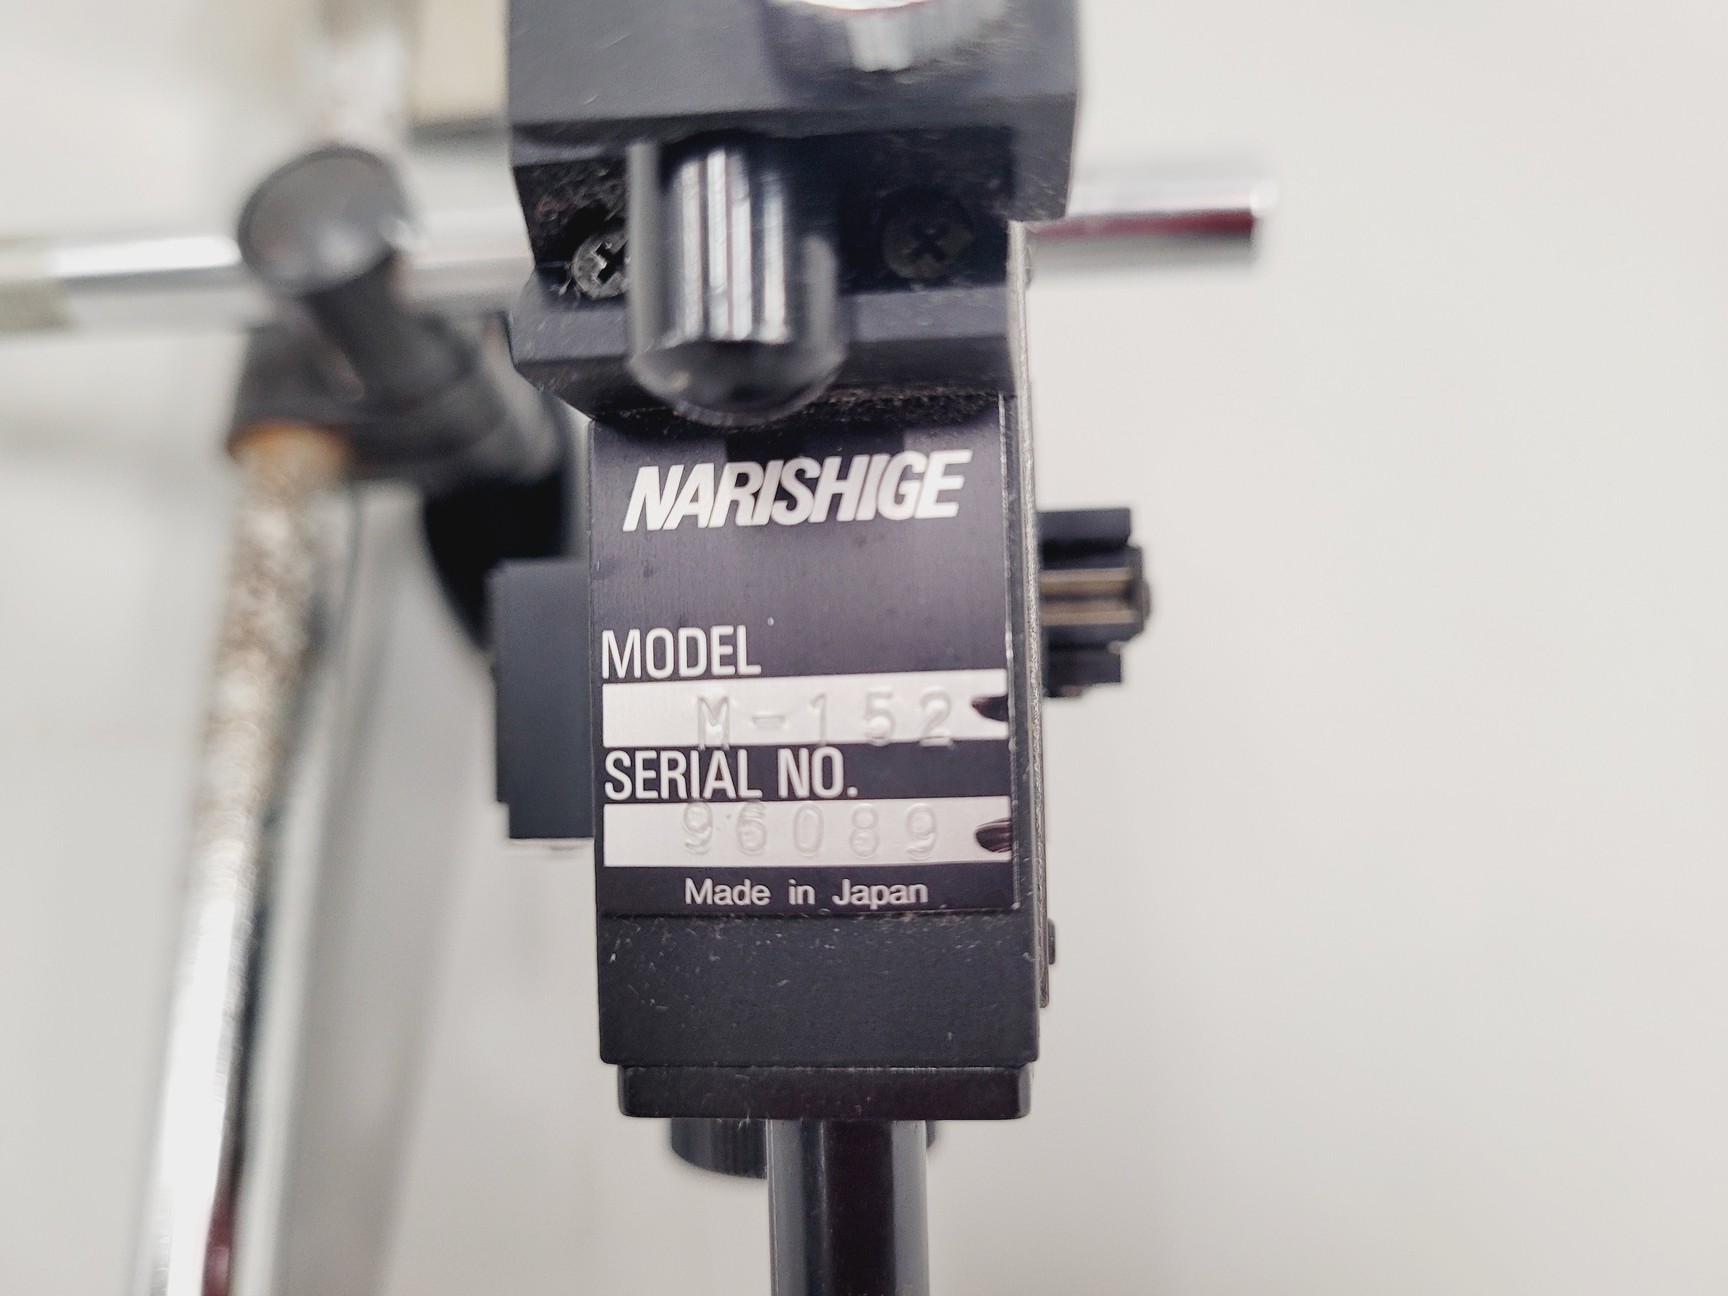 NARISHIGE
MODEL
M-152
SERIAL NO.
96089
Made in Japan